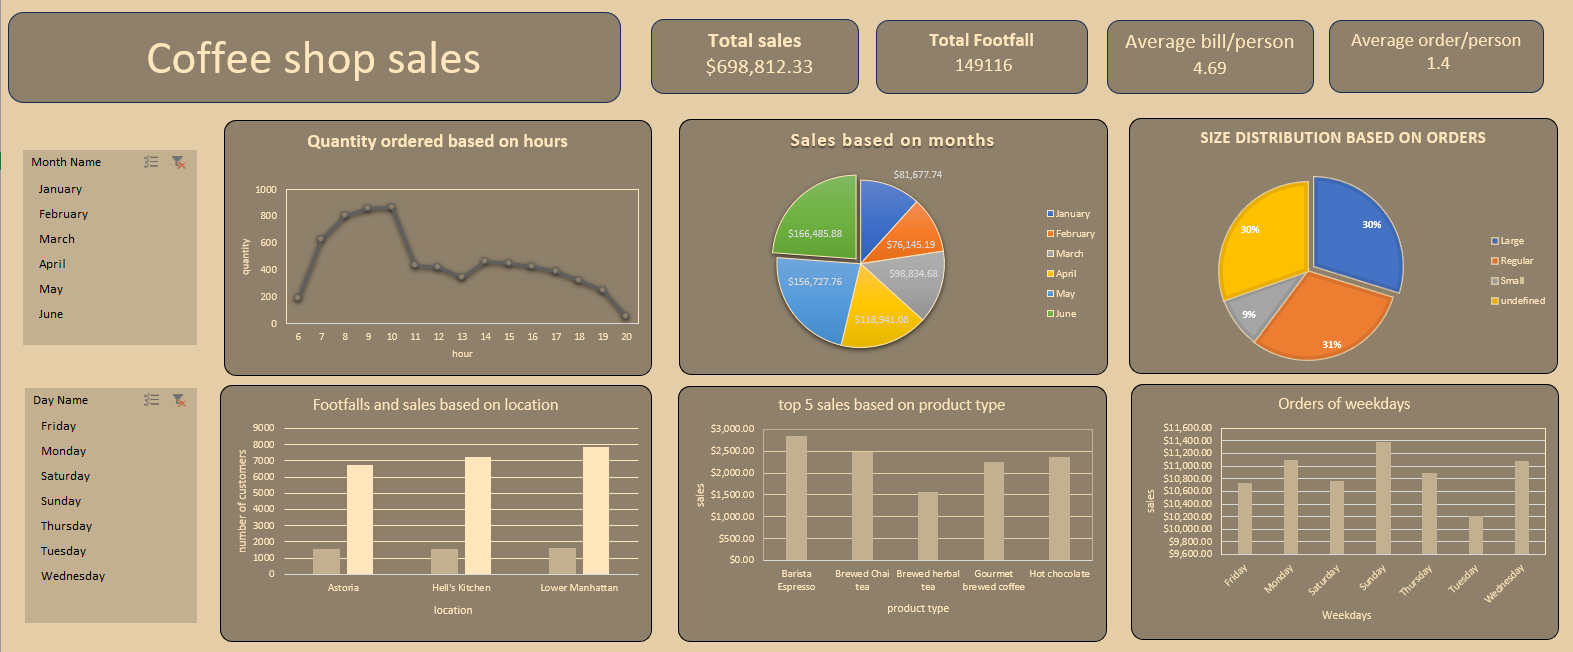 Coffee shop sales
Total sales
$698,812.33
Total Footfall
149116
Average bill/person
4.69
Average order/person
1.4
Month Name
January
February
March
April
May
June
Day Name
Friday
Monday
Saturday
Sunday
Thursday
Tuesday
Wednesday
Quantity ordered based on hours
quantity
1000
800
600
400
200
0
6 7 8 9 10 11 12 13 14 15 16 17 18 19 20
hour
Sales based on months
$81,677.74
$76,145.19
$98,834.68
$118,941.08
$156,727.76
$166,485.88
January
February
March
April
May
June
SIZE DISTRIBUTION BASED ON ORDERS
30%
31%
9%
30%
Large
Regular
Small
undefined
Footfalls and sales based on location
number of customers
9000
8000
7000
6000
5000
4000
3000
2000
1000
0
Astoria Hell's Kitchen Lower Manhattan
location
top 5 sales based on product type
sales
$3,000.00
$2,500.00
$2,000.00
$1,500.00
$1,000.00
$500.00
$0.00
Barista Brewed Chai Brewed herbal Gourmet Hot chocolate
Espresso tea tea brewed coffee
product type
Orders of weekdays
sales
$11,600.00
$11,400.00
$11,200.00
$11,000.00
$10,800.00
$10,600.00
$10,400.00
$10,200.00
$10,000.00
$9,800.00
$9,600.00
Friday Monday Saturday Sunday Thursday Tuesday Wednesday
Weekdays